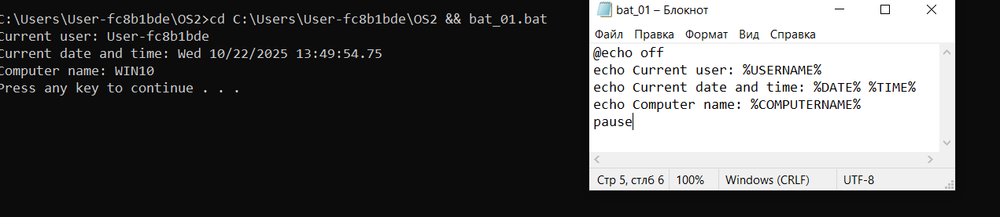 C:\Users\User-fc8b1bde\OS2>cd C:\Users\User-fc8b1bde\OS2 && bat_01.bat
Current user: User-fc8b1bde
Current date and time: Wed 10/22/2025 13:49:54.75
Computer name: WIN10
Press any key to continue . . .
bat_01 – Блокнот
Файл Правка Формат Вид Справка
@echo off
echo Current user: %USERNAME%
echo Current date and time: %DATE% %TIME%
echo Computer name: %COMPUTERNAME%
pause
Стр 5, стлб 6 100% Windows (CRLF) UTF-8